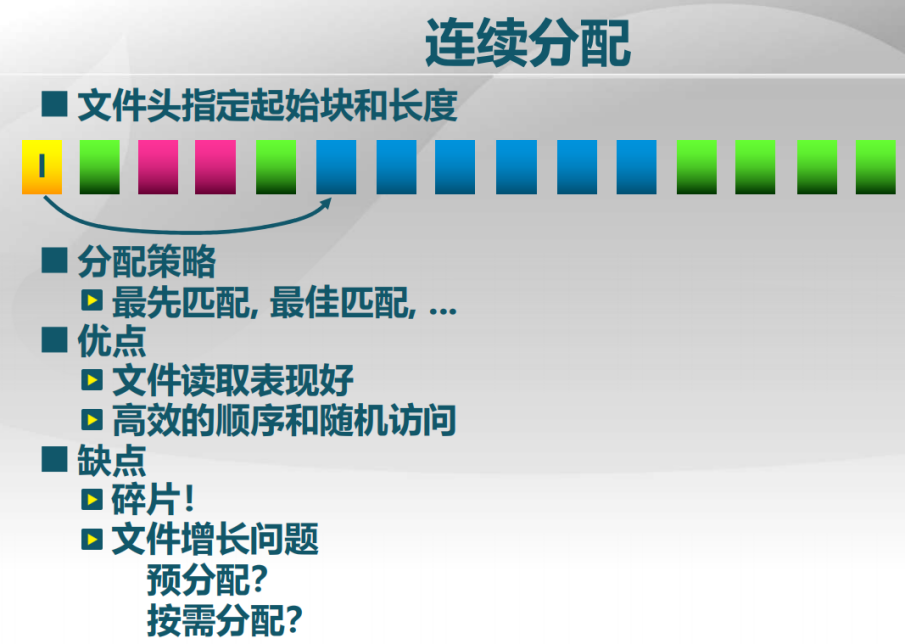 连续分配
文件头指定起始块和长度
I
分配策略
最先匹配, 最佳匹配, ...
优点
文件读取表现好
高效的顺序和随机访问
缺点
碎片！
文件增长问题
预分配？
按需分配？